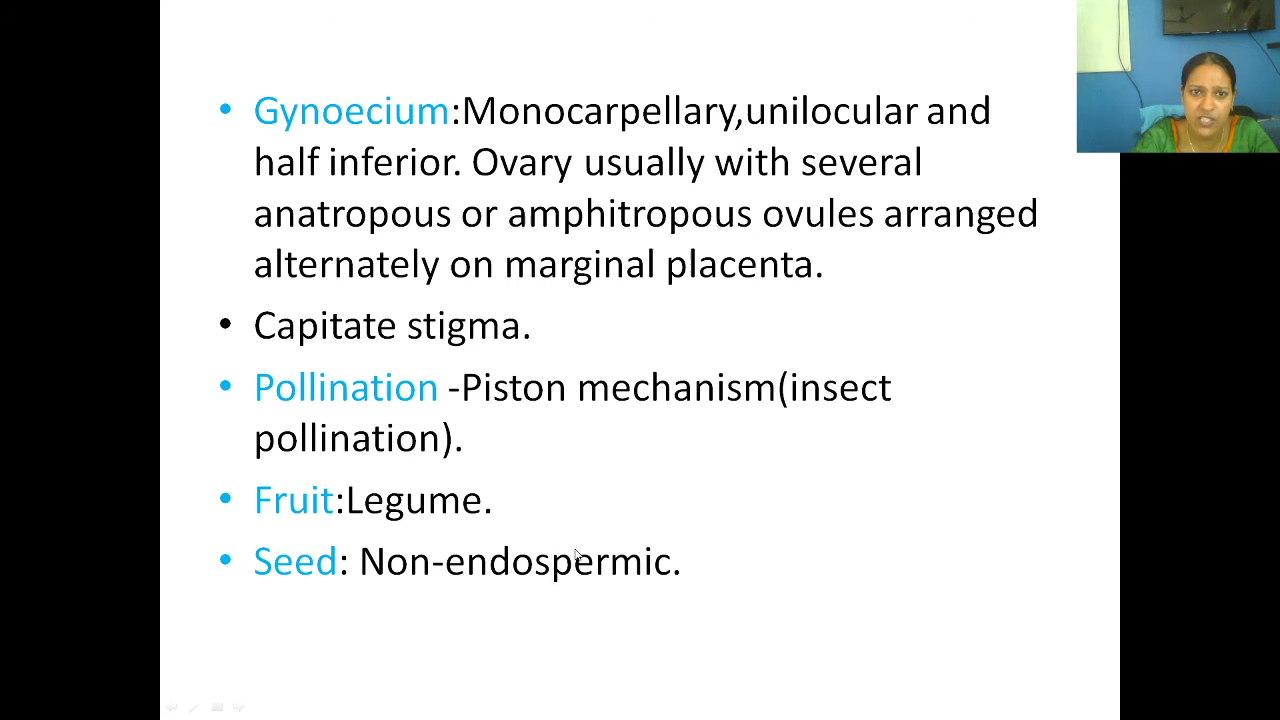 • Gynoecium:Monocarpellary,unilocular and
half inferior. Ovary usually with several
anatropous or amphitropous ovules arranged
alternately on marginal placenta.
• Capitate stigma.
• Pollination -Piston mechanism(insect
pollination).
• Fruit:Legume.
• Seed: Non-endospermic.